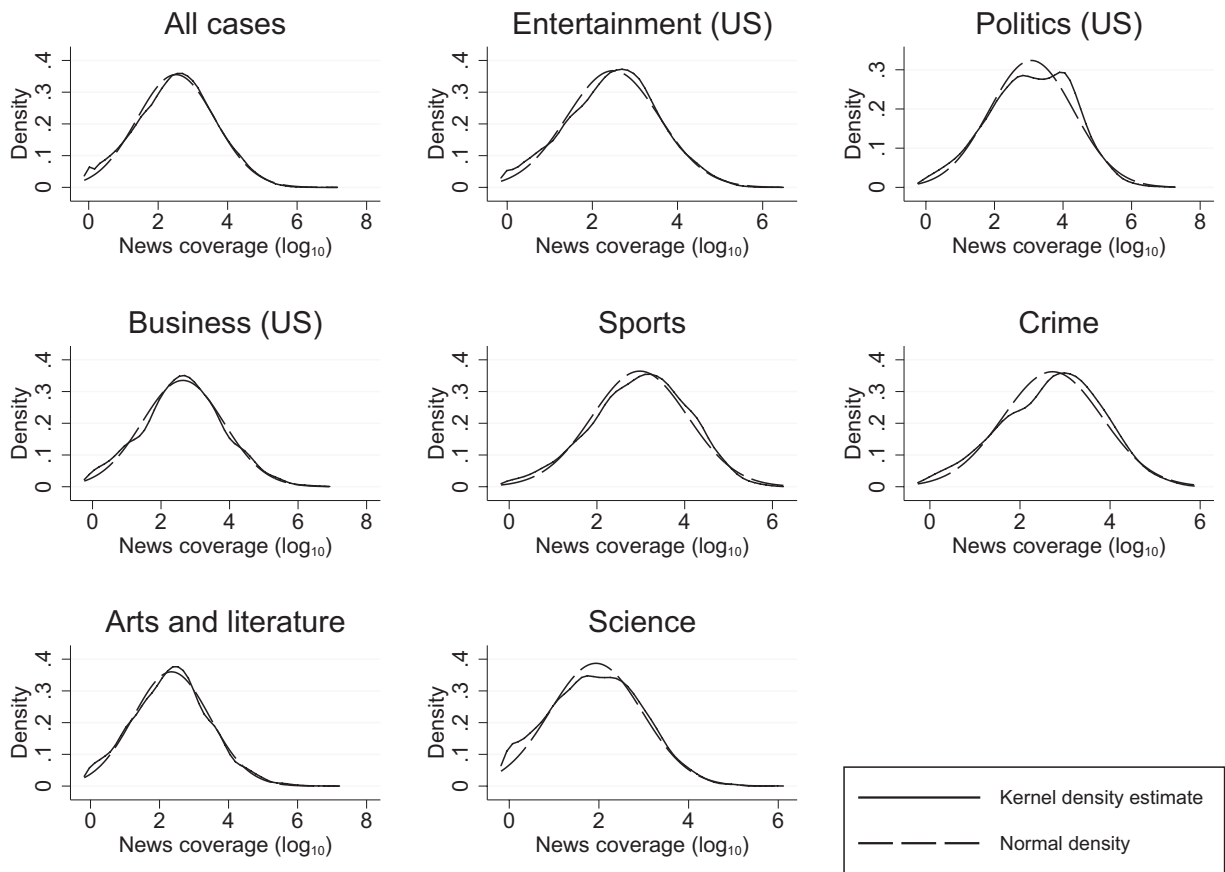 All cases
Density
0 .1 .2 .3 .4
0 2 4 6 8
News coverage (log₁₀)
Entertainment (US)
Density
0 .1 .2 .3 .4
0 2 4 6
News coverage (log₁₀)
Politics (US)
Density
0 .1 .2 .3
0 2 4 6 8
News coverage (log₁₀)
Business (US)
Density
0 .1 .2 .3 .4
0 2 4 6 8
News coverage (log₁₀)
Sports
Density
0 .1 .2 .3 .4
0 2 4 6
News coverage (log₁₀)
Crime
Density
0 .1 .2 .3 .4
0 2 4 6
News coverage (log₁₀)
Arts and literature
Density
0 .1 .2 .3 .4
0 2 4 6 8
News coverage (log₁₀)
Science
Density
0 .1 .2 .3 .4
0 2 4 6
News coverage (log₁₀)
Kernel density estimate
Normal density